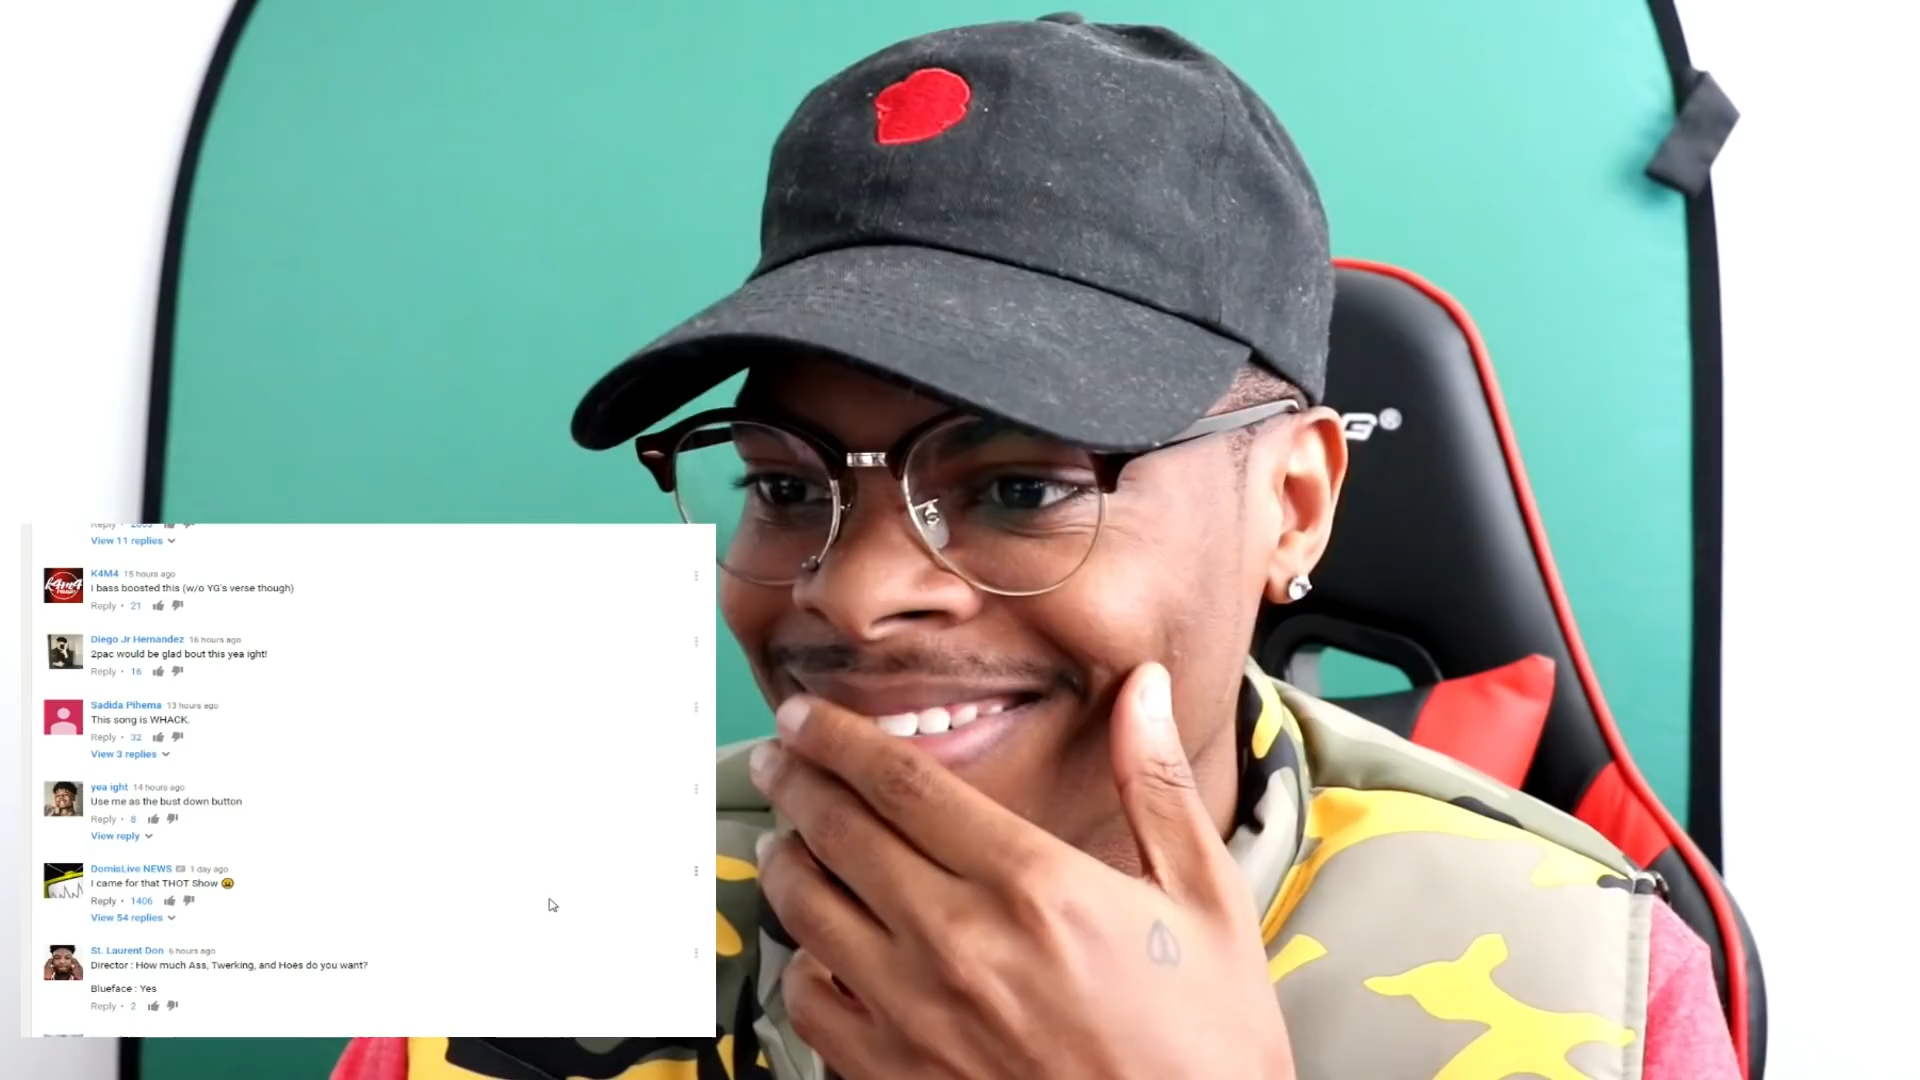 View 11 replies
K4M4 15 hours ago
I bass boosted this (w/o YG's verse though)
Reply • 21
Diego Jr Hernandez 16 hours ago
2pac would be glad bout this yea ight!
Reply • 16
Sadida Pihema 13 hours ago
This song is WHACK.
Reply • 32
View 3 replies
yea ight 14 hours ago
Use me as the bust down button
Reply • 8
View reply
DomisLive NEWS 1 day ago
I came for that THOT Show 😩
Reply • 1406
View 54 replies
St. Laurent Don 6 hours ago
Director : How much Ass, Twerking, and Hoes do you want?
Blueface : Yes
Reply • 2
G®